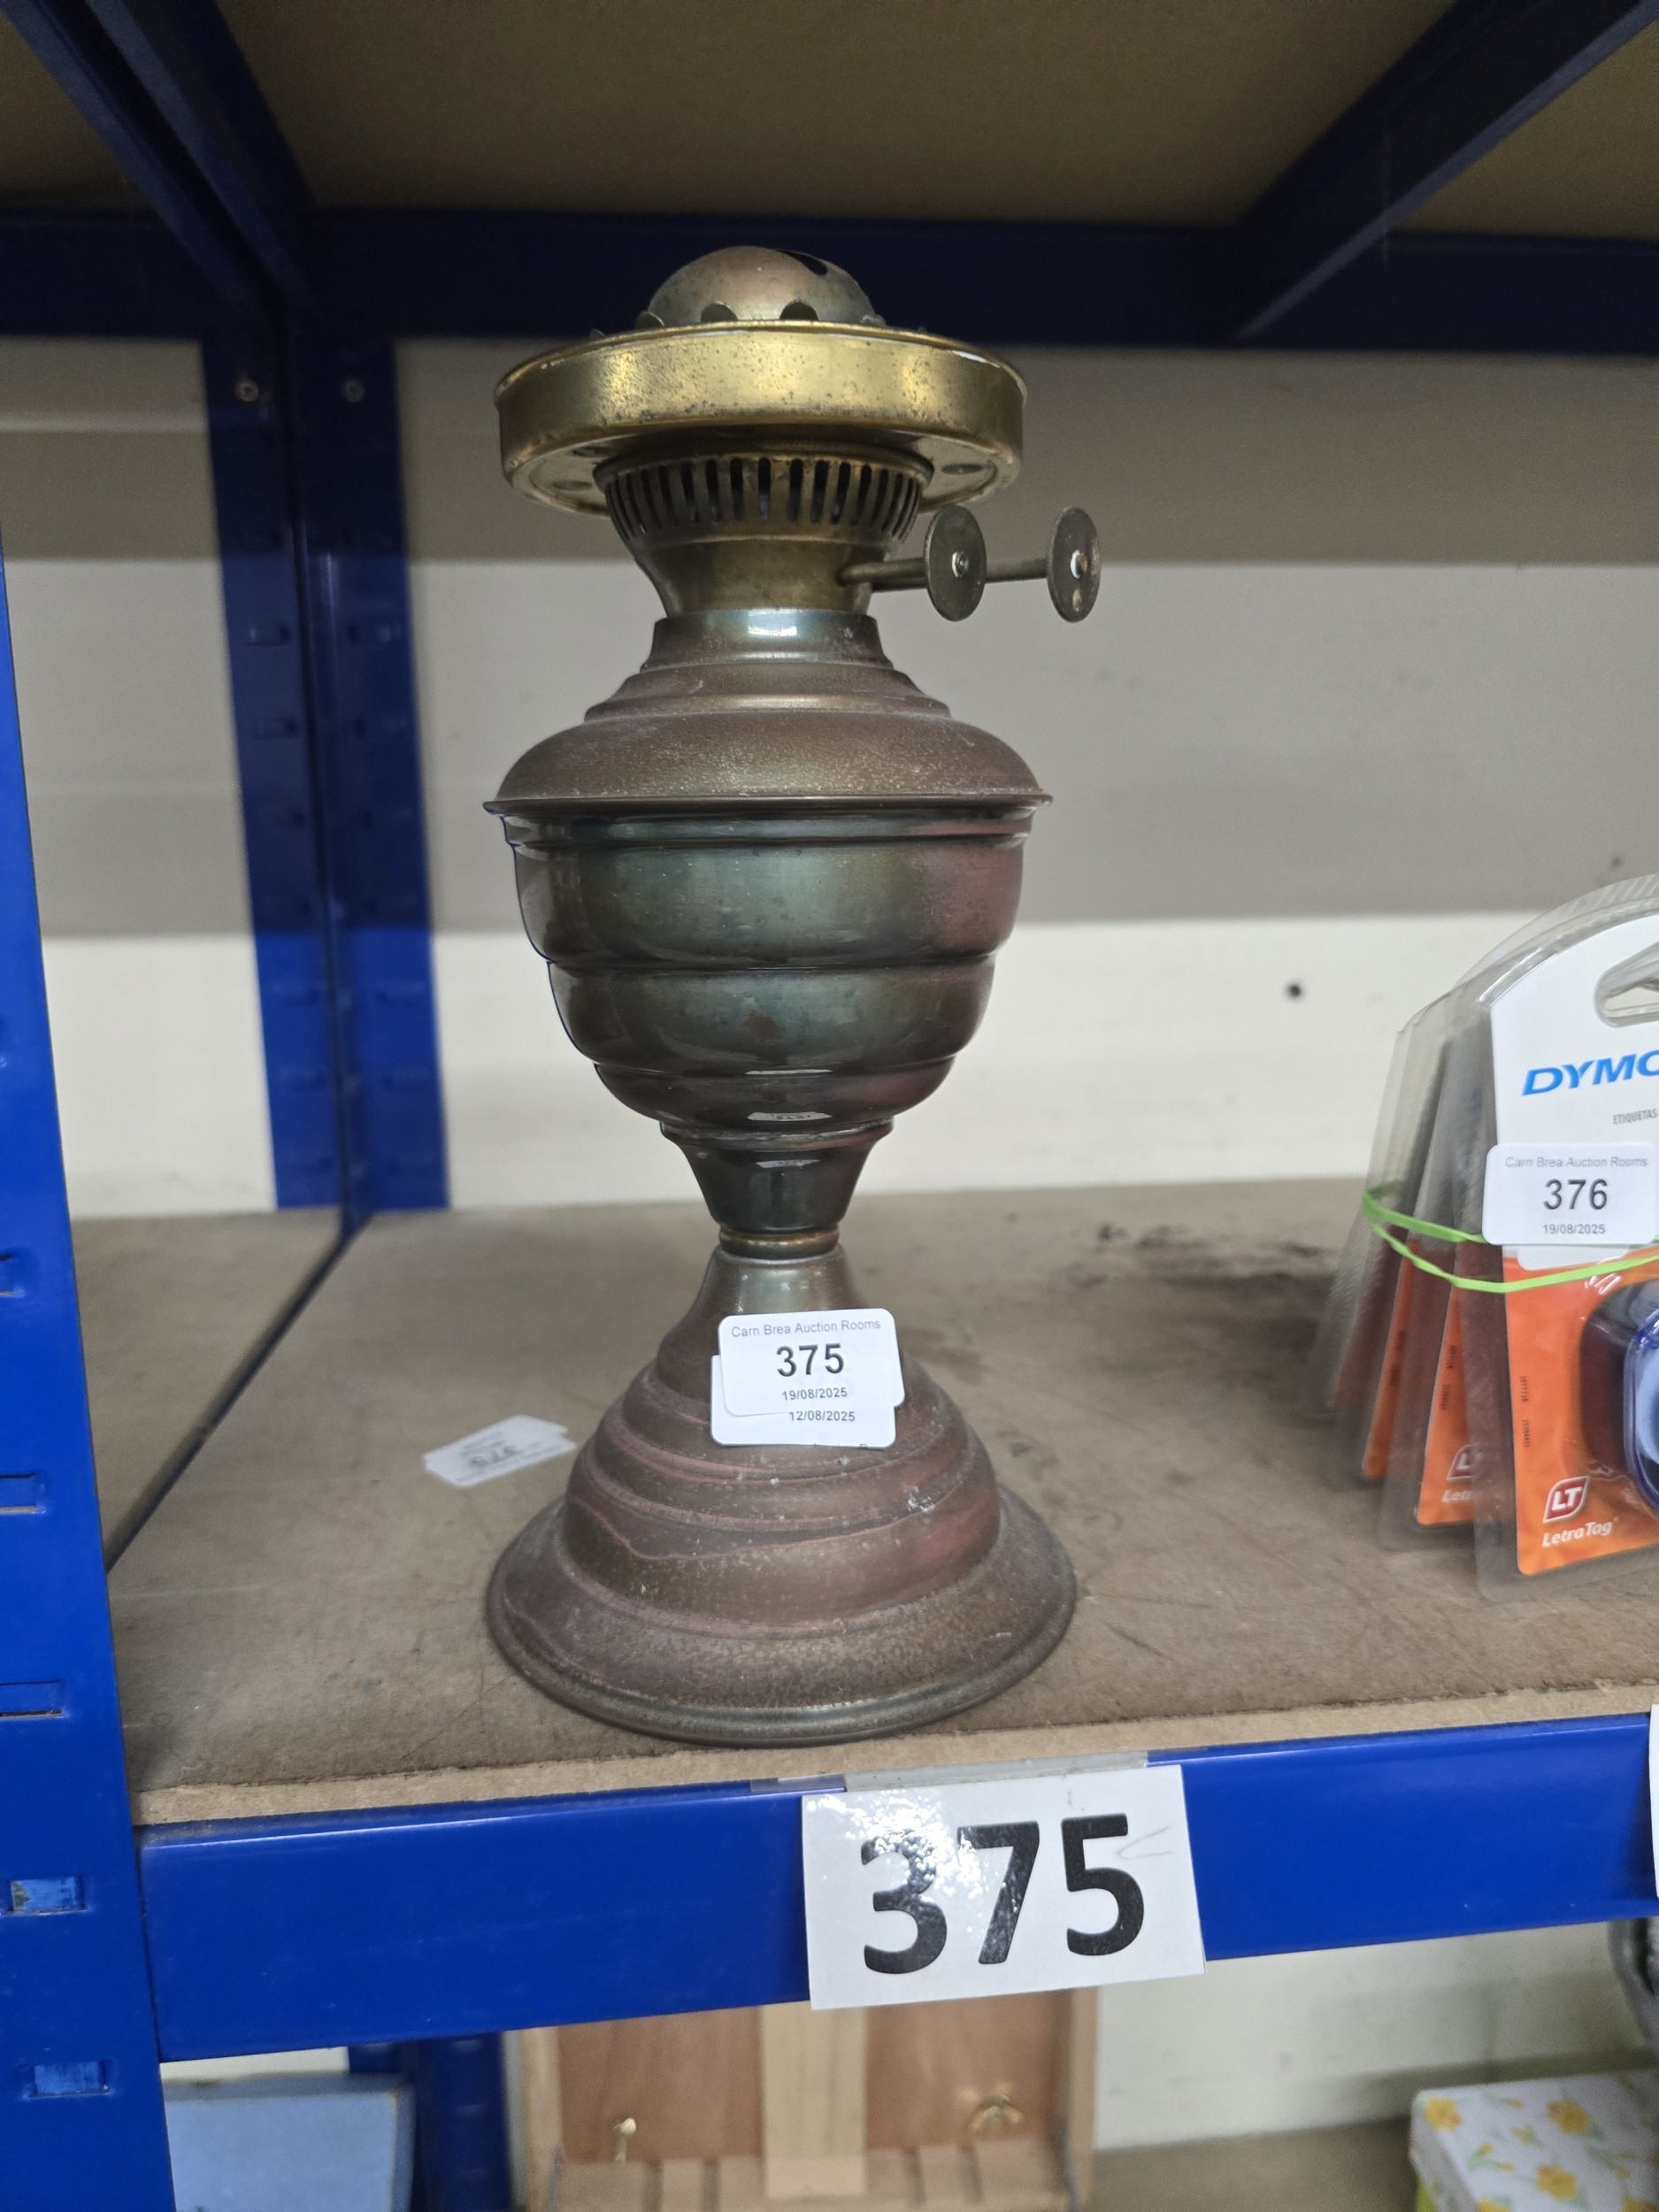 Carn Brea Auction Rooms
375
19/08/2025
12/08/2025
375
DYMO
ETIQUETAS
Carn Brea Auction Rooms
376
19/08/2025
LT
LetraTag